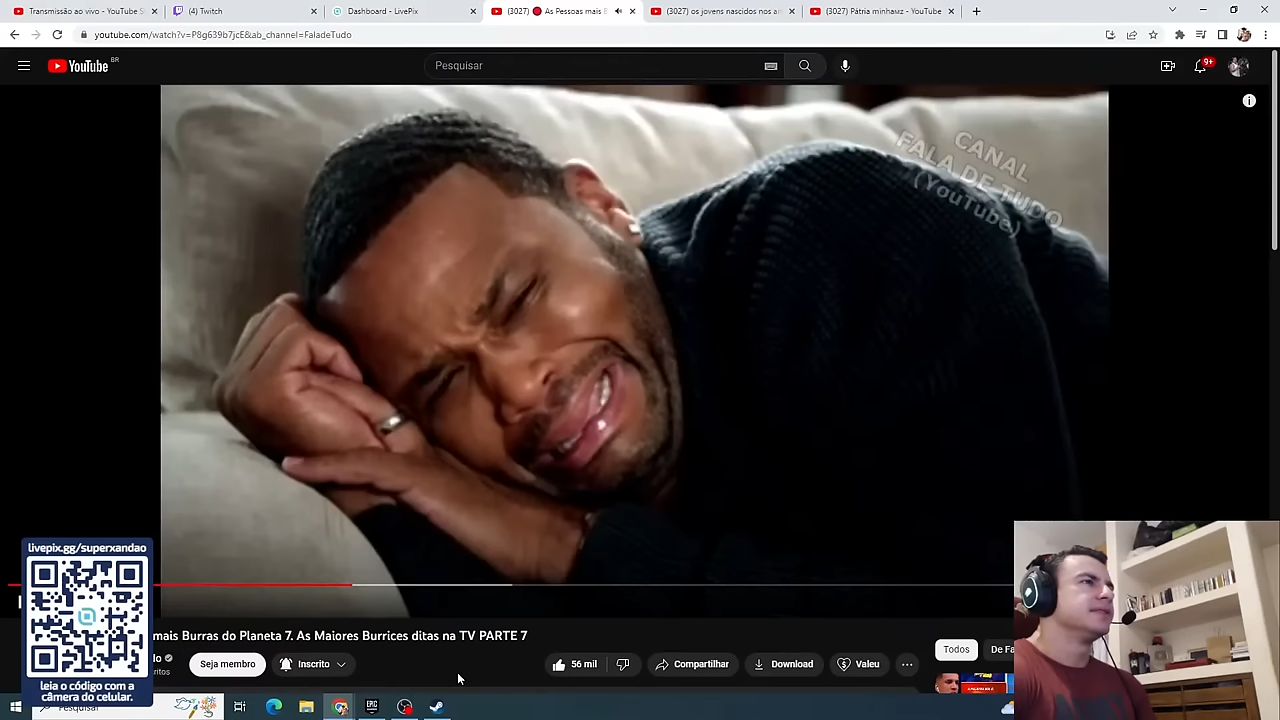 Transmissão ao vivo - YouTube S
(4) Twitch
Dashboard - LivePix
(3027) 🔴 As Pessoas mais B
(3027) os jovens nascidos nos an
(3027) Pátria minhauz - YouTube
youtube.com/watch?v=P8g639b7jcE&ab_channel=FaladeTudo
YouTube BR
Pesquisar
9+
CANAL
FALA DE TUDO
(YouTube)
livepix.gg/superxandao
leia o código com a
câmera do celular.
mais Burras do Planeta 7. As Maiores Burrices ditas na TV PARTE 7
Seja membro
Inscrito
56 mil
Compartilhar
Download
Valeu
Todos
De Fa
Pesquisar
EPIC